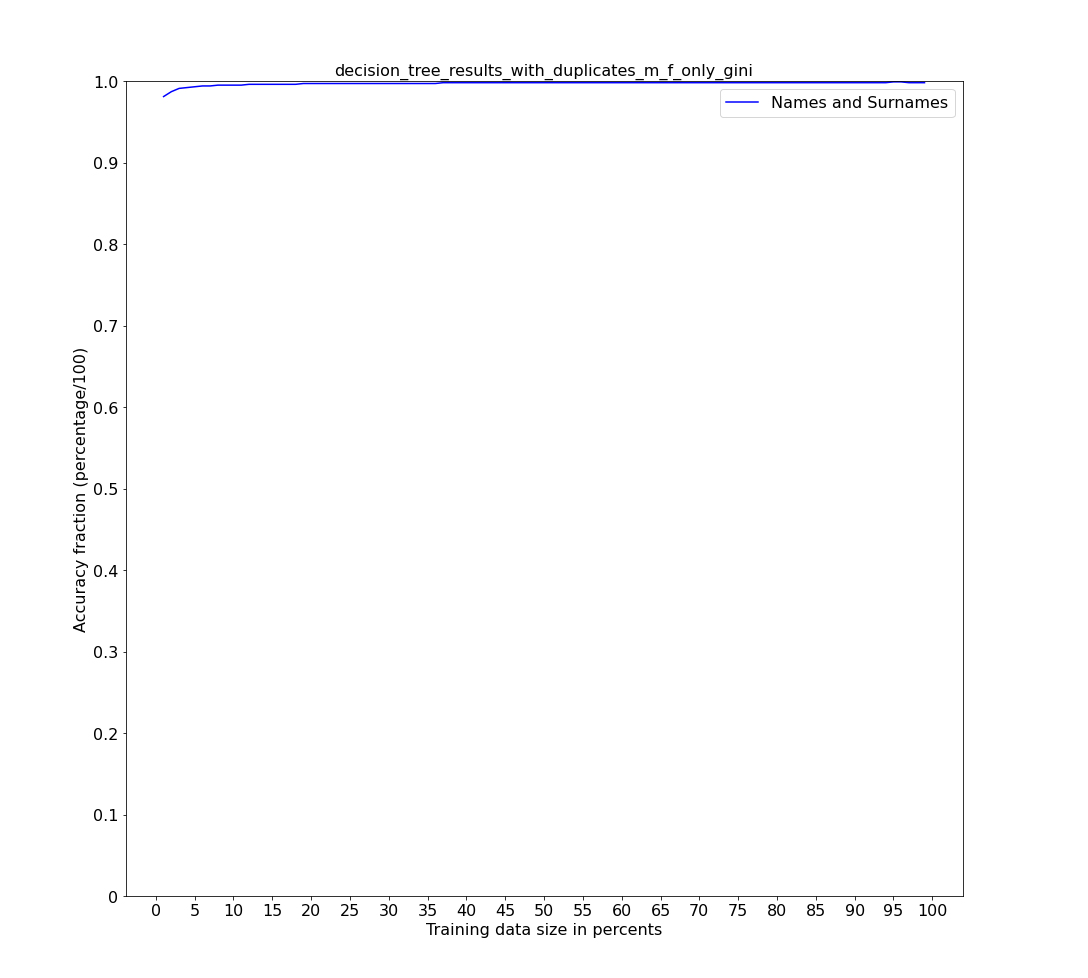 decision_tree_results_with_duplicates_m_f_only_gini
Names and Surnames
1.0
0.9
0.8
0.7
0.6
0.5
0.4
0.3
0.2
0.1
0
Accuracy fraction (percentage/100)
0 5 10 15 20 25 30 35 40 45 50 55 60 65 70 75 80 85 90 95 100
Training data size in percents